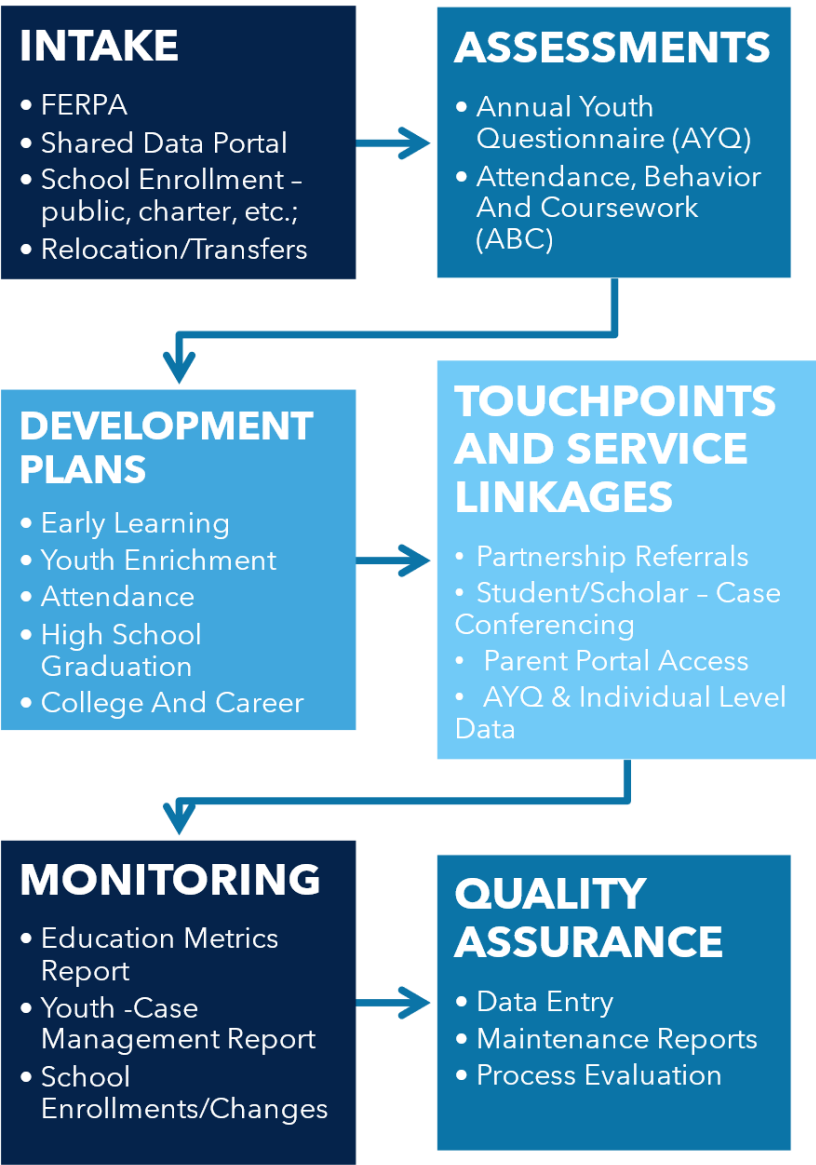 INTAKE
• FERPA
• Shared Data Portal
• School Enrollment –
public, charter, etc.;
• Relocation/Transfers
ASSESSMENTS
• Annual Youth
Questionnaire (AYQ)
• Attendance, Behavior
And Coursework
(ABC)
DEVELOPMENT
PLANS
• Early Learning
• Youth Enrichment
• Attendance
• High School
Graduation
• College And Career
TOUCHPOINTS
AND SERVICE
LINKAGES
• Partnership Referrals
• Student/Scholar – Case
Conferencing
• Parent Portal Access
• AYQ & Individual Level
Data
MONITORING
• Education Metrics
Report
• Youth -Case
Management Report
• School
Enrollments/Changes
QUALITY
ASSURANCE
• Data Entry
• Maintenance Reports
• Process Evaluation